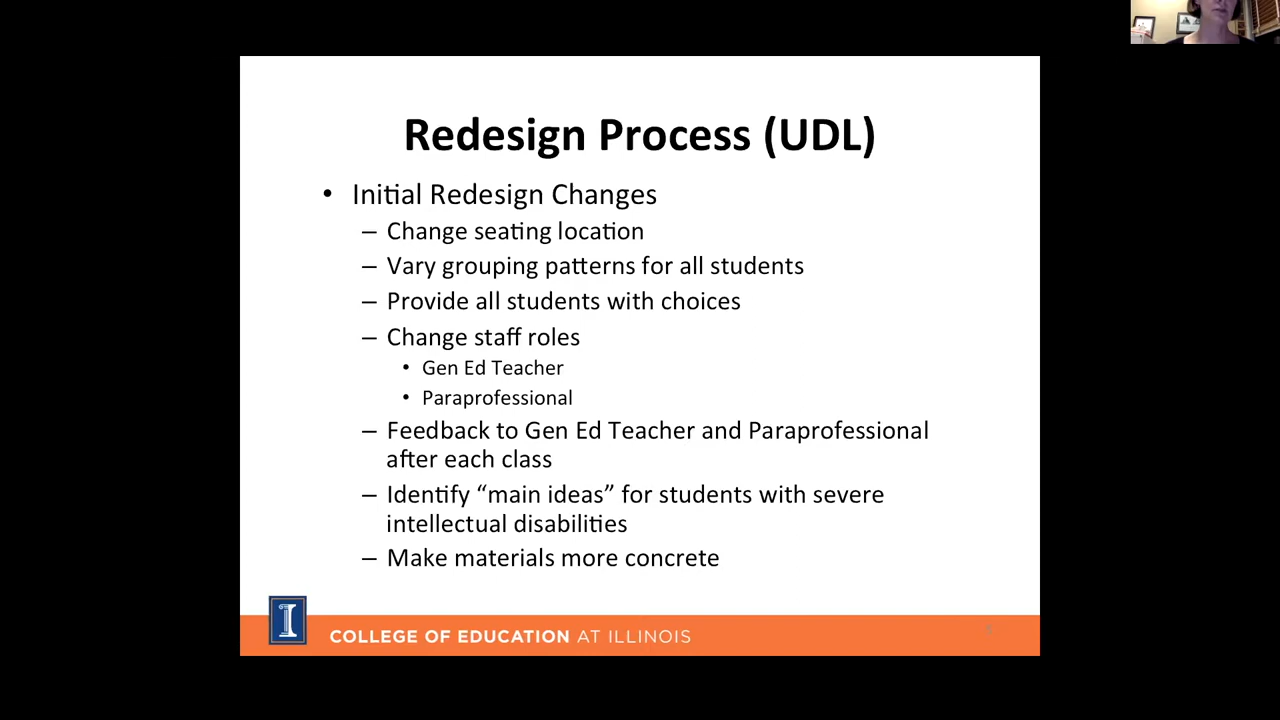 Redesign Process (UDL)
• Initial Redesign Changes
– Change seating location
– Vary grouping patterns for all students
– Provide all students with choices
– Change staff roles
• Gen Ed Teacher
• Paraprofessional
– Feedback to Gen Ed Teacher and Paraprofessional
after each class
– Identify “main ideas” for students with severe
intellectual disabilities
– Make materials more concrete
I
COLLEGE OF EDUCATION AT ILLINOIS